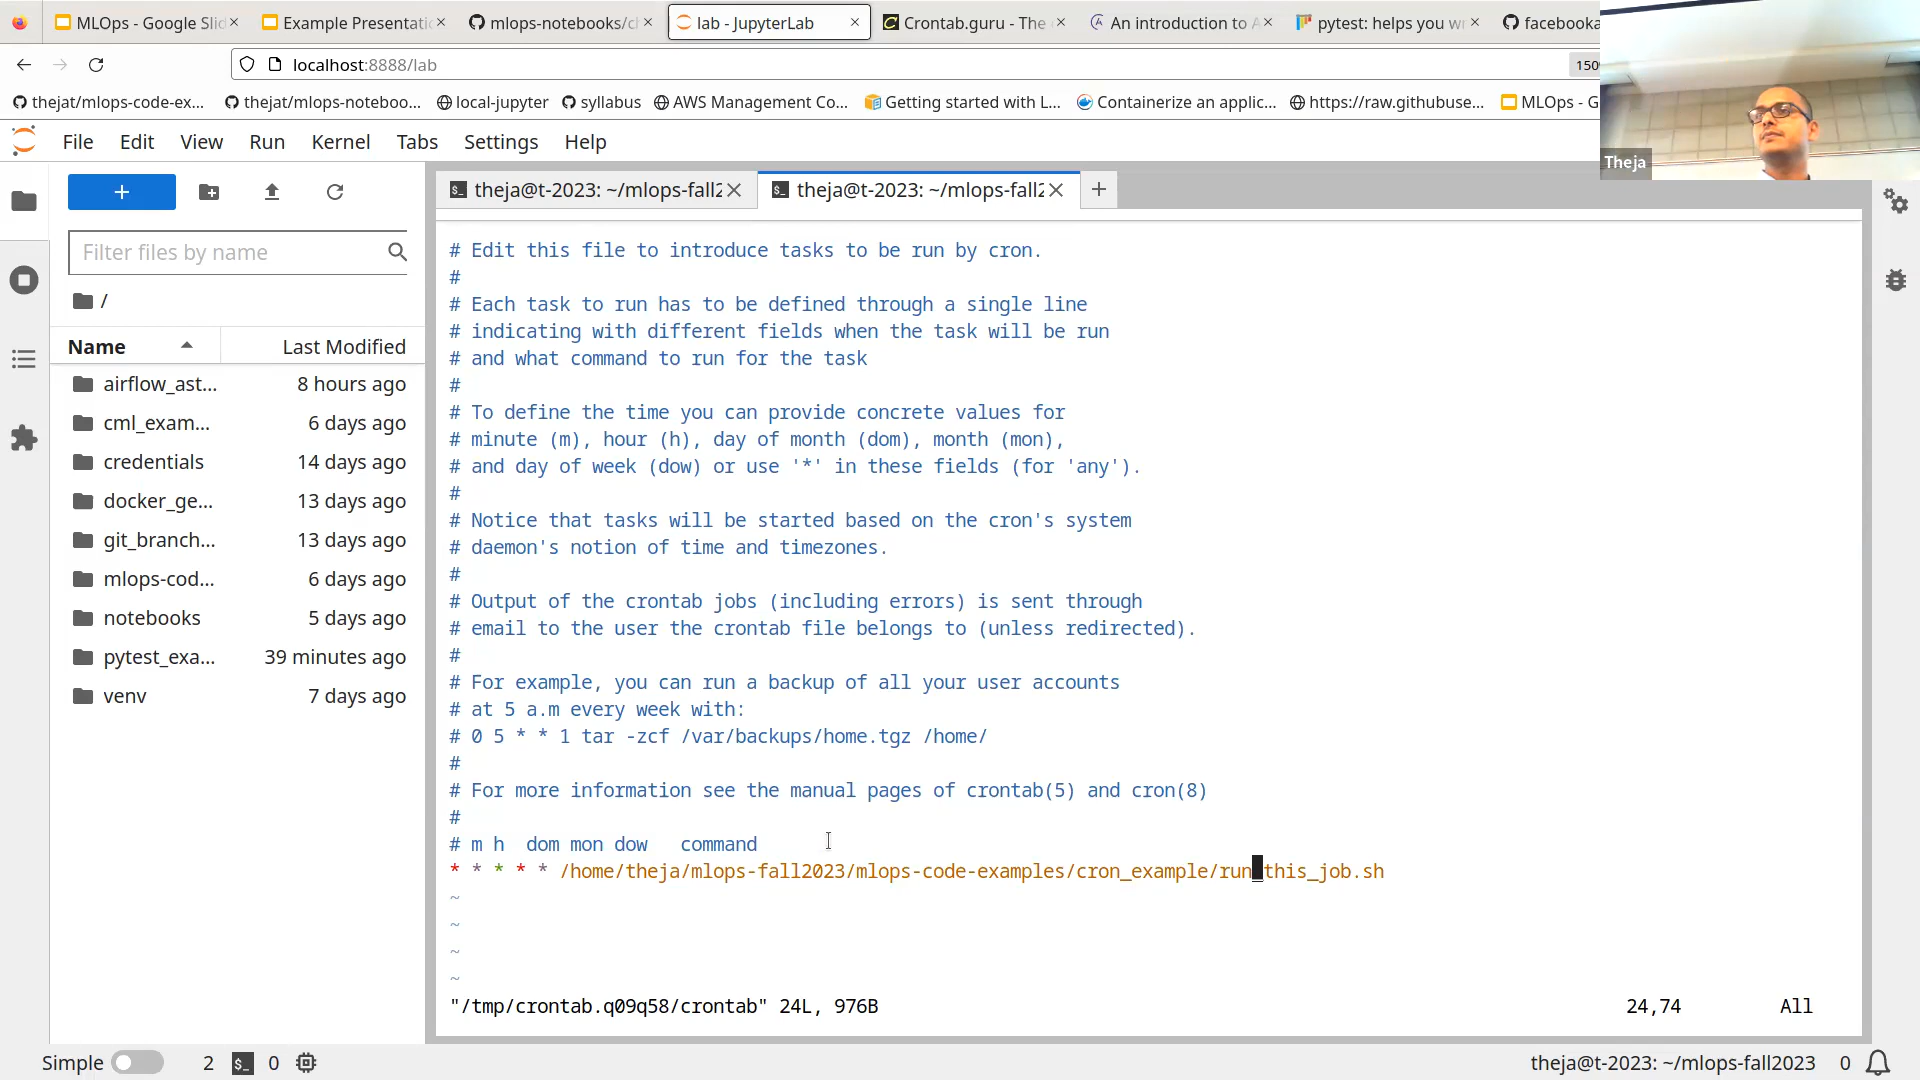 MLOps - Google Slid
Example Presentatio
mlops-notebooks/cl
lab - JupyterLab
Crontab.guru - The
An introduction to A
pytest: helps you w
facebooka
localhost:8888/lab
150
thejat/mlops-code-ex...
thejat/mlops-noteboo...
local-jupyter
syllabus
AWS Management Co...
Getting started with L...
Containerize an applic...
https://raw.githubuse...
MLOps - G
Theja
File Edit View Run Kernel Tabs Settings Help
theja@t-2023: ~/mlops-fall2
theja@t-2023: ~/mlops-fall2
Filter files by name
/
Name Last Modified
airflow_ast... 8 hours ago
cml_exam... 6 days ago
credentials 14 days ago
docker_ge... 13 days ago
git_branch... 13 days ago
mlops-cod... 6 days ago
notebooks 5 days ago
pytest_exa... 39 minutes ago
venv 7 days ago
# Edit this file to introduce tasks to be run by cron.
#
# Each task to run has to be defined through a single line
# indicating with different fields when the task will be run
# and what command to run for the task
#
# To define the time you can provide concrete values for
# minute (m), hour (h), day of month (dom), month (mon),
# and day of week (dow) or use '*' in these fields (for 'any').
#
# Notice that tasks will be started based on the cron's system
# daemon's notion of time and timezones.
#
# Output of the crontab jobs (including errors) is sent through
# email to the user the crontab file belongs to (unless redirected).
#
# For example, you can run a backup of all your user accounts
# at 5 a.m every week with:
# 0 5 * * 1 tar -zcf /var/backups/home.tgz /home/
#
# For more information see the manual pages of crontab(5) and cron(8)
#
# m h  dom mon dow   command
* * * * * /home/theja/mlops-fall2023/mlops-code-examples/cron_example/run_this_job.sh
~
~
~
~
"/tmp/crontab.q09q58/crontab" 24L, 976B 24,74 All
Simple 2 $_ 0 theja@t-2023: ~/mlops-fall2023 0